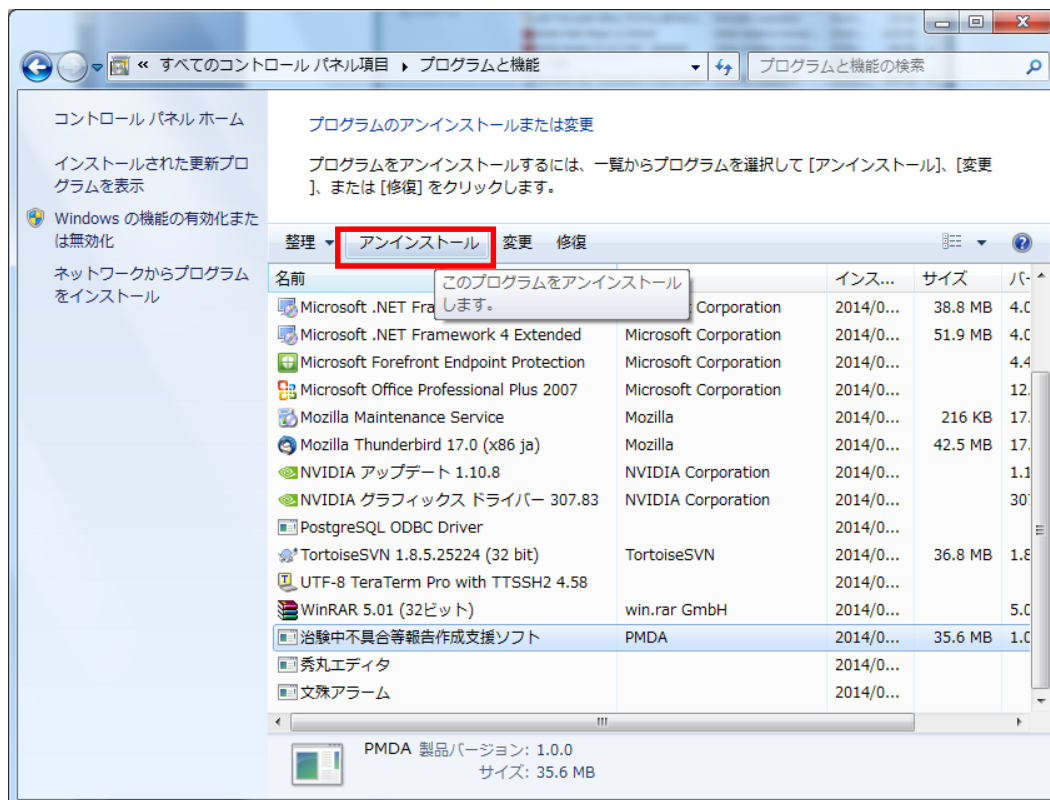 « すべてのコントロール パネル項目 ▸ プログラムと機能
プログラムと機能の検索
コントロール パネル ホーム
インストールされた更新プロ
グラムを表示
Windows の機能の有効化また
は無効化
ネットワークからプログラム
をインストール
プログラムのアンインストールまたは変更
プログラムをアンインストールするには、一覧からプログラムを選択して [アンインストール]、[変更
]、または [修復] をクリックします。
整理 アンインストール 変更 修復
名前 インス... サイズ バ-
このプログラムをアンインストール
します。
Microsoft .NET Fra Corporation 2014/0... 38.8 MB 4.0
Microsoft .NET Framework 4 Extended Microsoft Corporation 2014/0... 51.9 MB 4.0
Microsoft Forefront Endpoint Protection Microsoft Corporation 2014/0... 4.4
Microsoft Office Professional Plus 2007 Microsoft Corporation 2014/0... 12.
Mozilla Maintenance Service Mozilla 2014/0... 216 KB 17.
Mozilla Thunderbird 17.0 (x86 ja) Mozilla 2014/0... 42.5 MB 17.
NVIDIA アップデート 1.10.8 NVIDIA Corporation 2014/0... 1.1
NVIDIA グラフィックス ドライバー 307.83 NVIDIA Corporation 2014/0... 307
PostgreSQL ODBC Driver 2014/0...
TortoiseSVN 1.8.5.25224 (32 bit) TortoiseSVN 2014/0... 36.8 MB 1.8
UTF-8 TeraTerm Pro with TTSSH2 4.58 2014/0...
WinRAR 5.01 (32ビット) win.rar GmbH 2014/0... 5.0
治験中不具合等報告作成支援ソフト PMDA 2014/0... 35.6 MB 1.0
秀丸エディタ 2014/0...
文殊アラーム 2014/0...
PMDA 製品バージョン: 1.0.0
サイズ: 35.6 MB